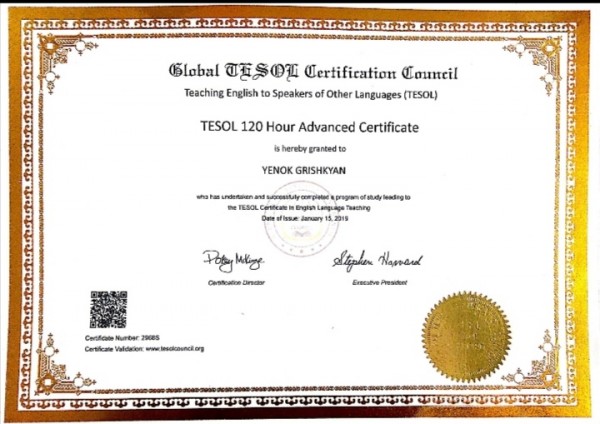 Global TESOL Certification Council
Teaching English to Speakers of Other Languages (TESOL)
TESOL 120 Hour Advanced Certificate
is hereby granted to
YENOK GRISHKYAN
who has undertaken and successfully completed a program of study leading to
the TESOL Certificate in English Language Teaching
Date of Issue: January 15, 2019
Stephen Harvard
Certification Director
Executive President
Certificate Number: 2968S
Certificate Validation: www.tesolcouncil.org